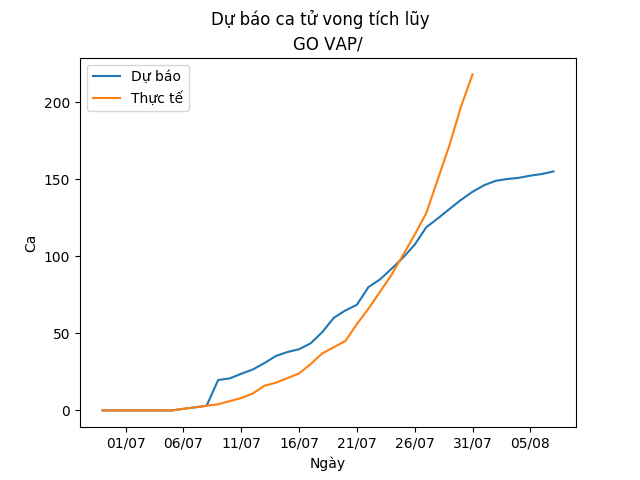 Dự báo ca tử vong tích lũy
GO VAP/
Dự báo
Thực tế
200
150
100
50
0
Ca
01/07 06/07 11/07 16/07 21/07 26/07 31/07 05/08
Ngày